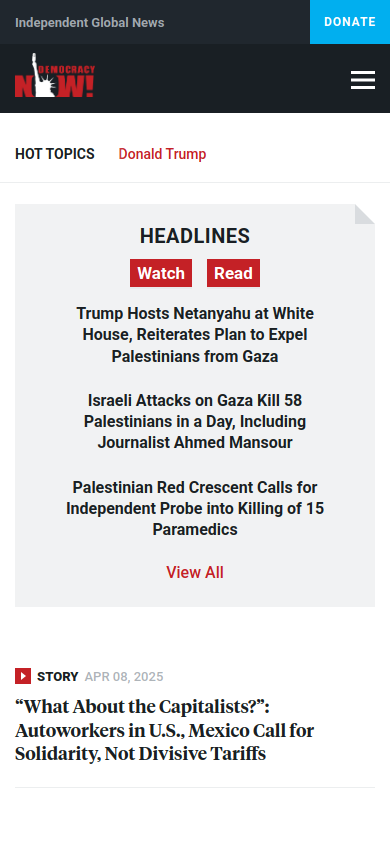 Independent Global News
DONATE
DEMOCRACY
NOW!
HOT TOPICS
Donald Trump
HEADLINES
Watch
Read
Trump Hosts Netanyahu at White
House, Reiterates Plan to Expel
Palestinians from Gaza
Israeli Attacks on Gaza Kill 58
Palestinians in a Day, Including
Journalist Ahmed Mansour
Palestinian Red Crescent Calls for
Independent Probe into Killing of 15
Paramedics
View All
STORY APR 08, 2025
“What About the Capitalists?”:
Autoworkers in U.S., Mexico Call for
Solidarity, Not Divisive Tariffs